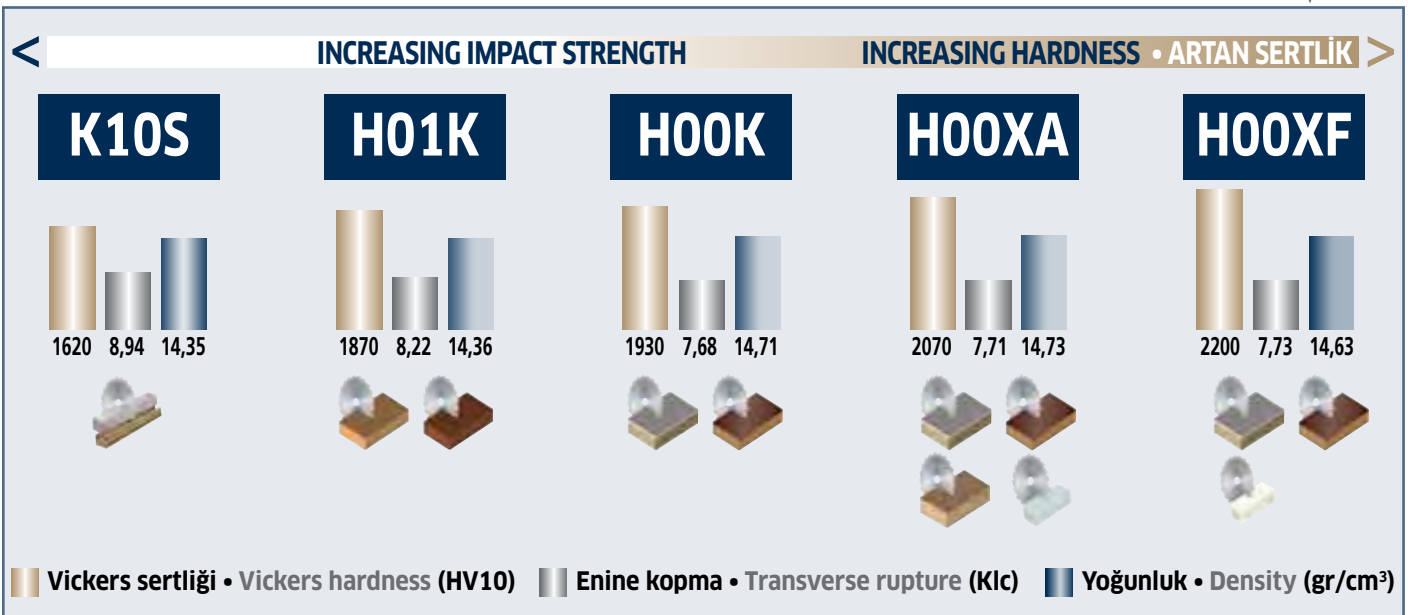 < INCREASING IMPACT STRENGTH INCREASING HARDNESS • ARTAN SERTLİK >
K10S H01K H00K H00XA H00XF
1620 8,94 14,35 1870 8,22 14,36 1930 7,68 14,71 2070 7,71 14,73 2200 7,73 14,63
Vickers sertliği • Vickers hardness (HV10) Enine kopma • Transverse rupture (Klc) Yoğunluk • Density (gr/cm³)